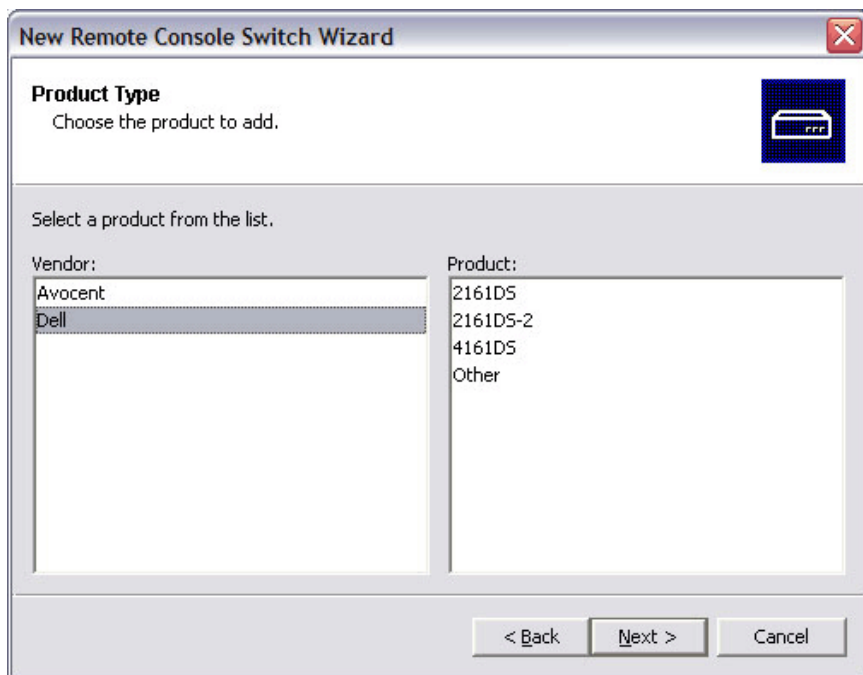 New Remote Console Switch Wizard
Product Type
Choose the product to add.
Select a product from the list.
Vendor:
Avocent
Dell
Product:
2161DS
2161DS-2
4161DS
Other
< Back
Next >
Cancel